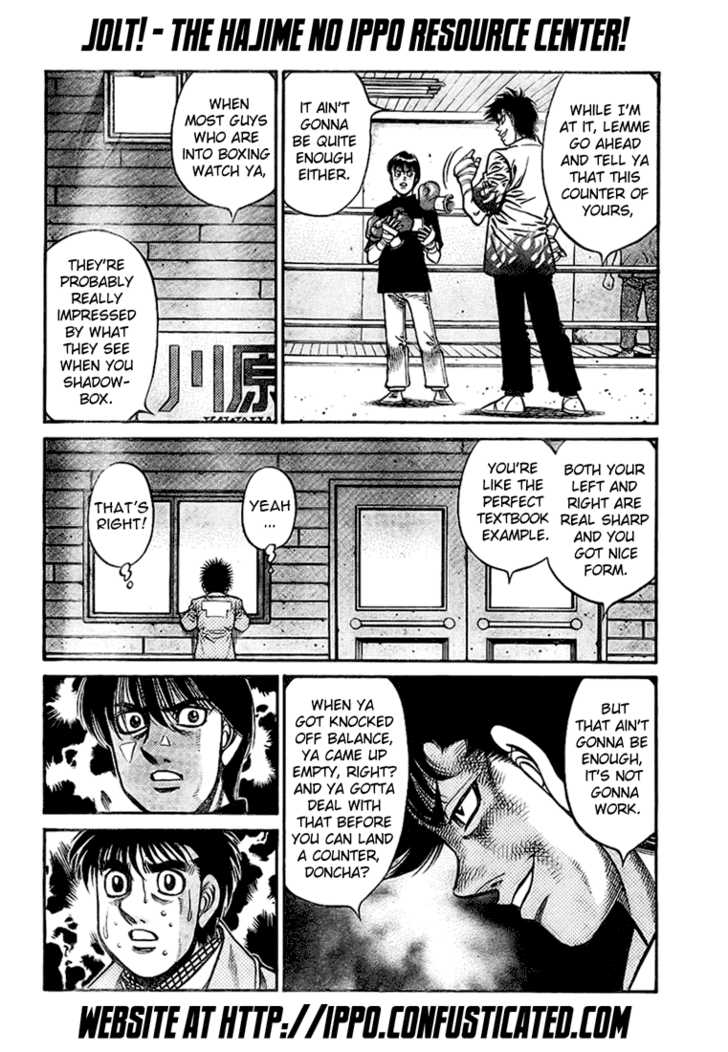 JOLT! - THE HAJIME NO IPPO RESOURCE CENTER!
WHILE I'M
AT IT, LEMME
GO AHEAD
AND TELL YA
THAT THIS
COUNTER OF
YOURS,
IT AIN'T
GONNA
BE QUITE
ENOUGH
EITHER.
WHEN
MOST GUYS
WHO ARE
INTO BOXING
WATCH YA,
THEY'RE
PROBABLY
REALLY
IMPRESSED
BY WHAT
THEY SEE
WHEN YOU
SHADOW-
BOX.
川原
BOTH YOUR
LEFT AND
RIGHT ARE
REAL SHARP
AND YOU
GOT NICE
FORM.
YOU'RE
LIKE THE
PERFECT
TEXTBOOK
EXAMPLE.
YEAH
...
THAT'S
RIGHT!
BUT
THAT AIN'T
GONNA BE
ENOUGH,
IT'S NOT
GONNA
WORK.
WHEN YA
GOT KNOCKED
OFF BALANCE,
YA CAME UP
EMPTY, RIGHT?
AND YA GOTTA
DEAL WITH
THAT BEFORE
YOU CAN LAND
A COUNTER,
DONCHA?
WEBSITE AT HTTP://IPPO.CONFUSTICATED.COM